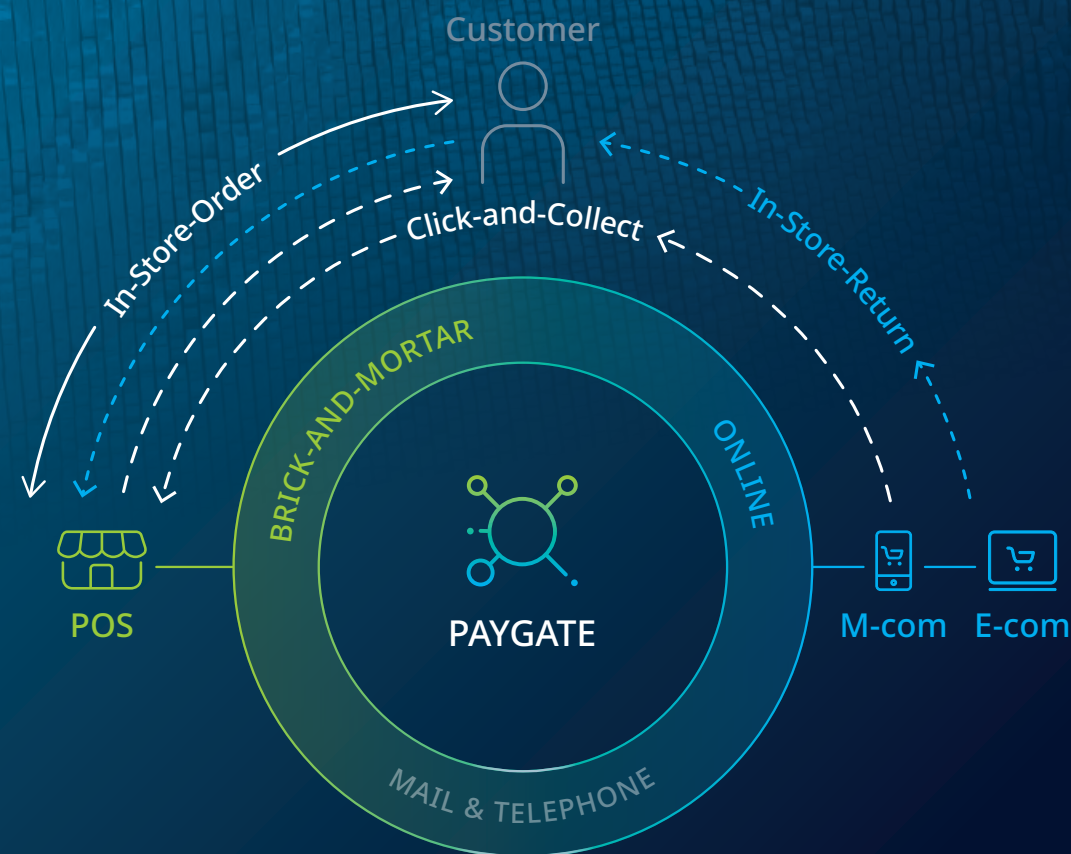 Customer
In-Store-Order
Click-and-Collect
In-Store-Return
BRICK-AND-MORTAR
ONLINE
PAYGATE
POS
M-com
E-com
MAIL & TELEPHONE